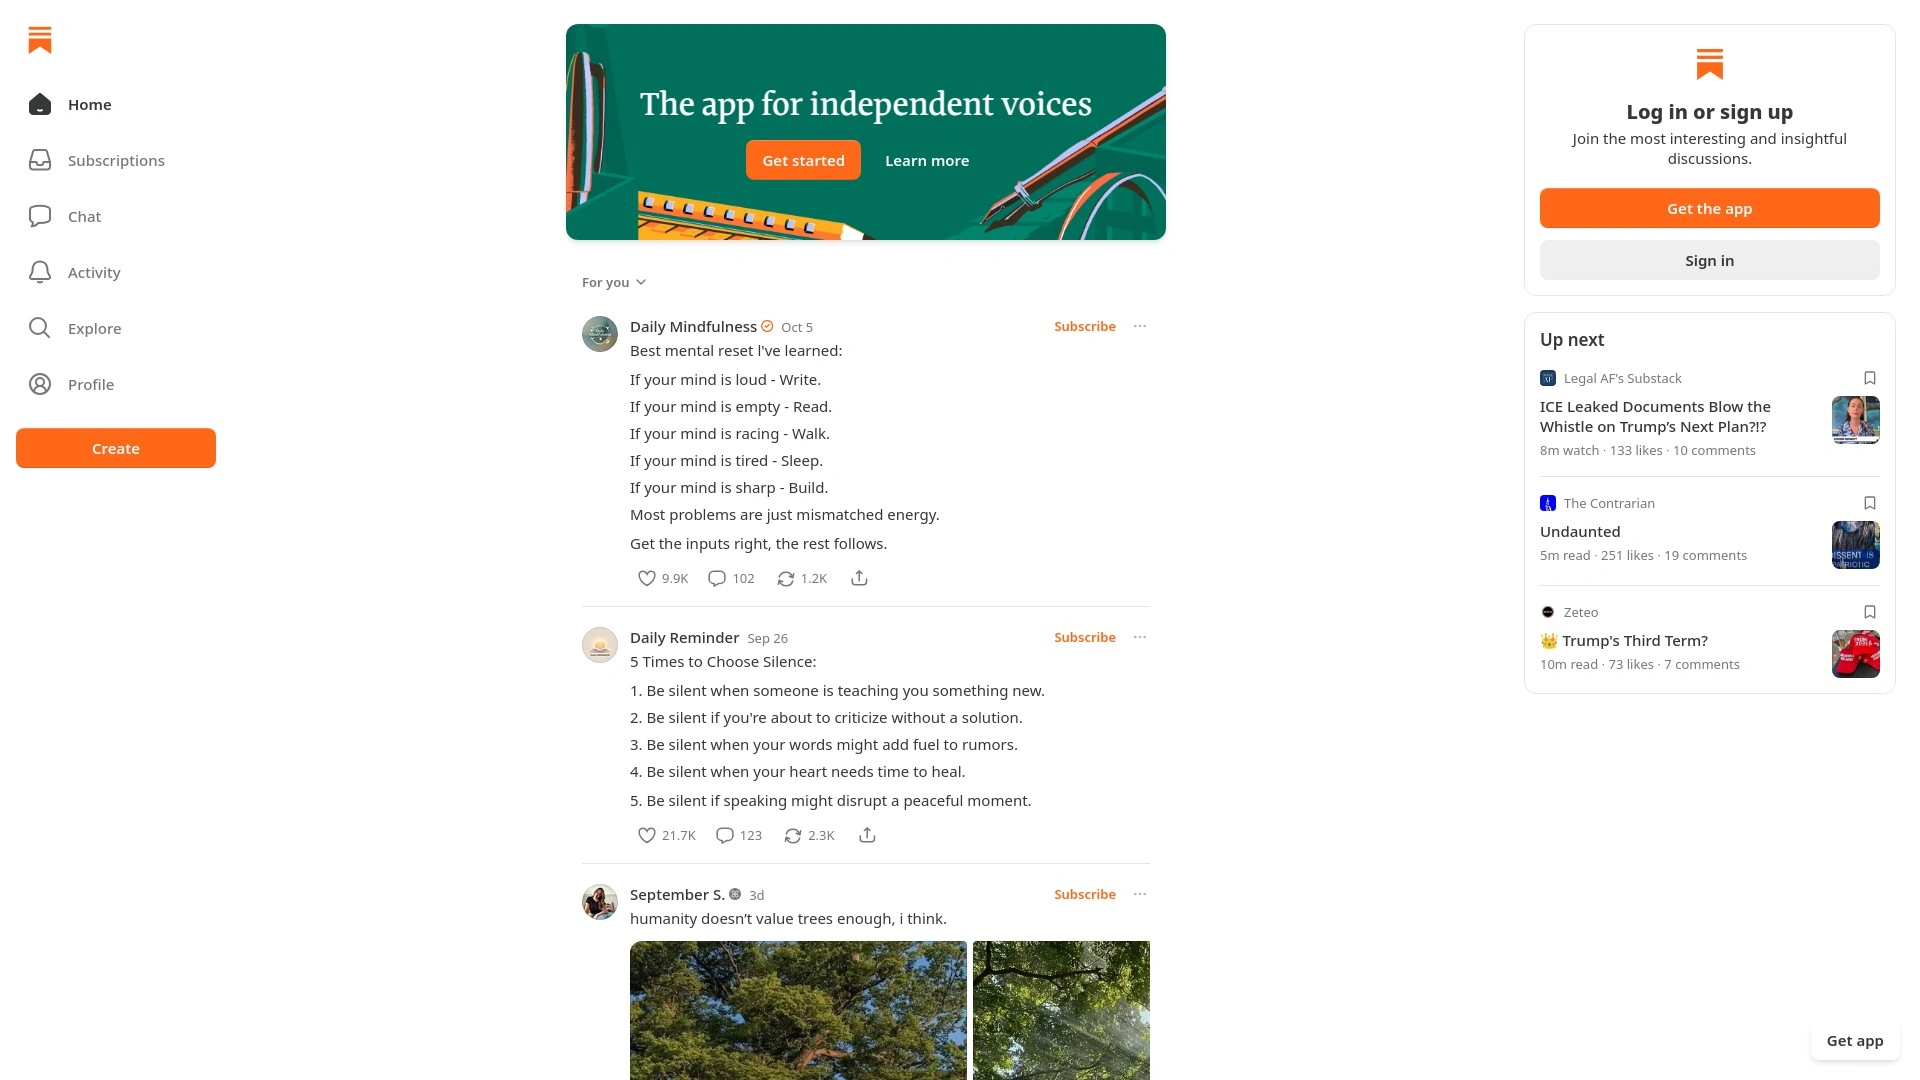 Home
Subscriptions
Chat
Activity
Explore
Profile
Create
The app for independent voices
Get started
Learn more
For you
Daily Mindfulness Oct 5
Subscribe
Best mental reset I've learned:
If your mind is loud - Write.
If your mind is empty - Read.
If your mind is racing - Walk.
If your mind is tired - Sleep.
If your mind is sharp - Build.
Most problems are just mismatched energy.
Get the inputs right, the rest follows.
9.9K 102 1.2K
Daily Reminder Sep 26
Subscribe
5 Times to Choose Silence:
1. Be silent when someone is teaching you something new.
2. Be silent if you're about to criticize without a solution.
3. Be silent when your words might add fuel to rumors.
4. Be silent when your heart needs time to heal.
5. Be silent if speaking might disrupt a peaceful moment.
21.7K 123 2.3K
September S. 3d
Subscribe
humanity doesn’t value trees enough, i think.
Log in or sign up
Join the most interesting and insightful
discussions.
Get the app
Sign in
Up next
Legal AF's Substack
ICE Leaked Documents Blow the
Whistle on Trump’s Next Plan?!?
8m watch · 133 likes · 10 comments
The Contrarian
Undaunted
5m read · 251 likes · 19 comments
Zeteo
👑 Trump's Third Term?
10m read · 73 likes · 7 comments
Get app